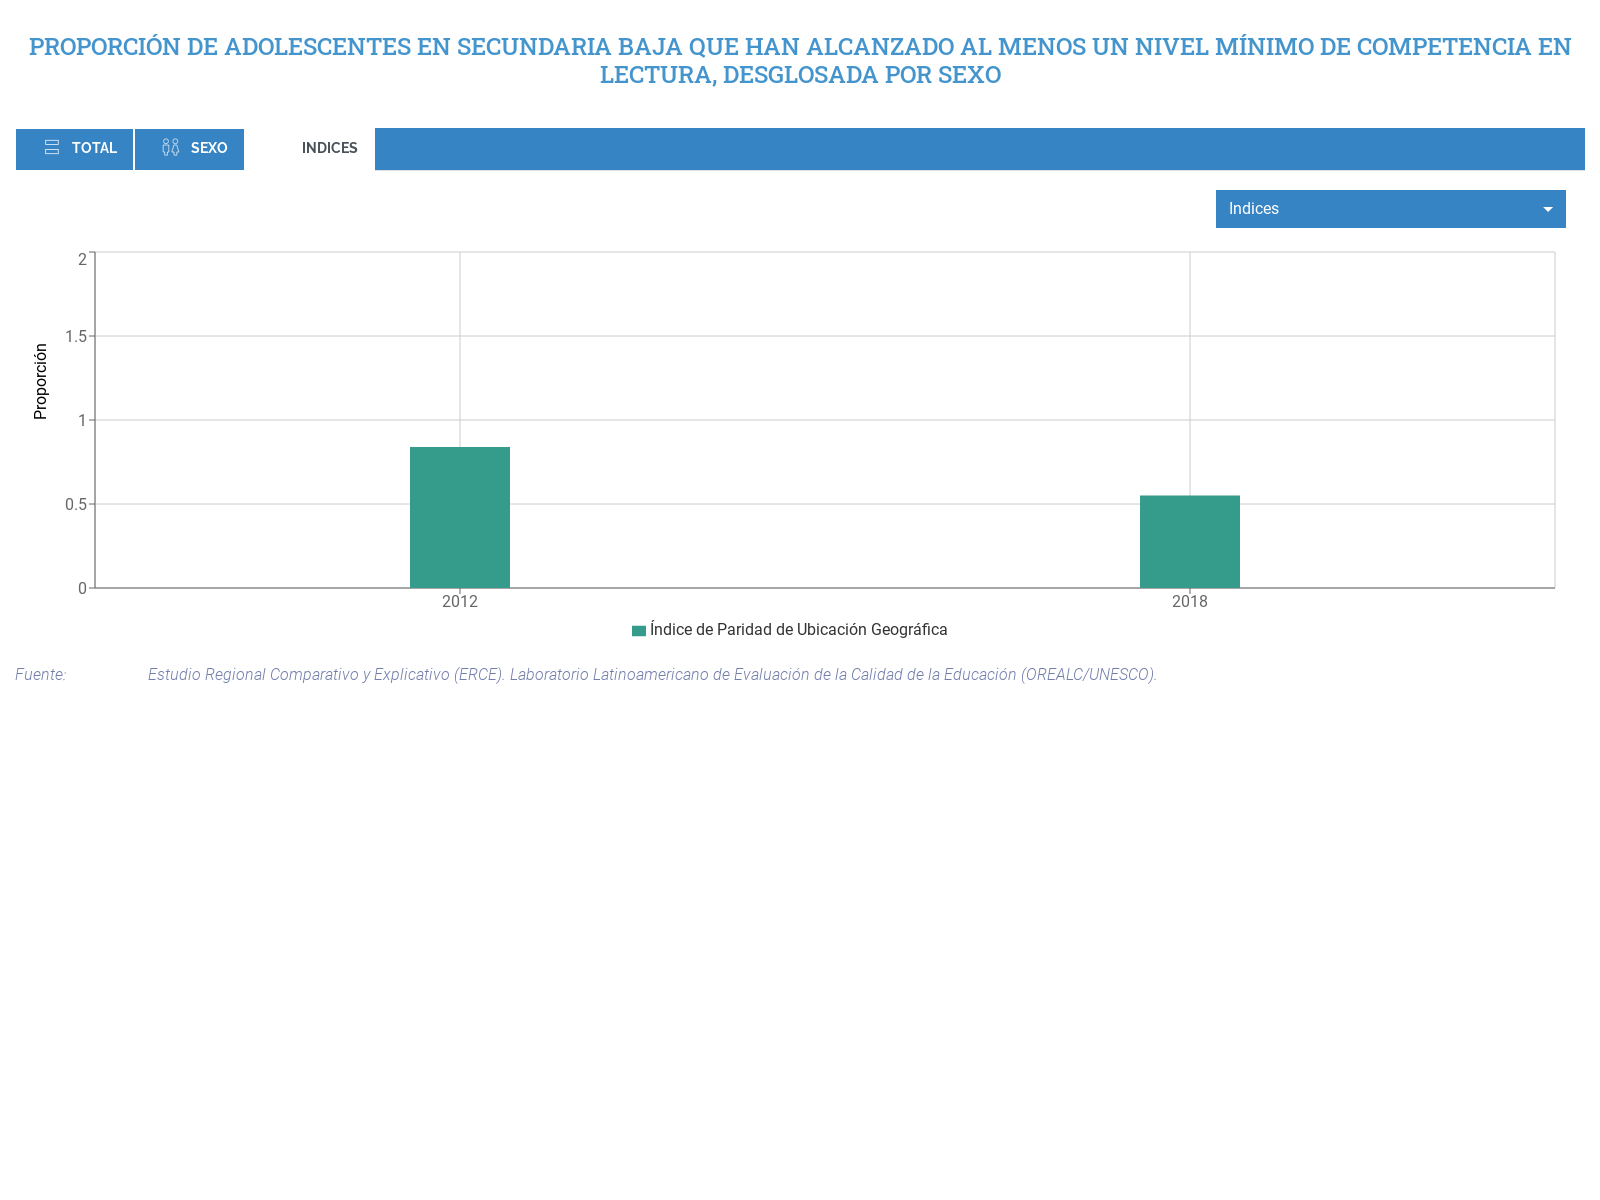 PROPORCIÓN DE ADOLESCENTES EN SECUNDARIA BAJA QUE HAN ALCANZADO AL MENOS UN NIVEL MÍNIMO DE COMPETENCIA EN
LECTURA, DESGLOSADA POR SEXO
TOTAL
SEXO
INDICES
Indices
Proporción
2
1.5
1
0.5
0
2012
2018
Índice de Paridad de Ubicación Geográfica
Fuente: Estudio Regional Comparativo y Explicativo (ERCE). Laboratorio Latinoamericano de Evaluación de la Calidad de la Educación (OREALC/UNESCO).